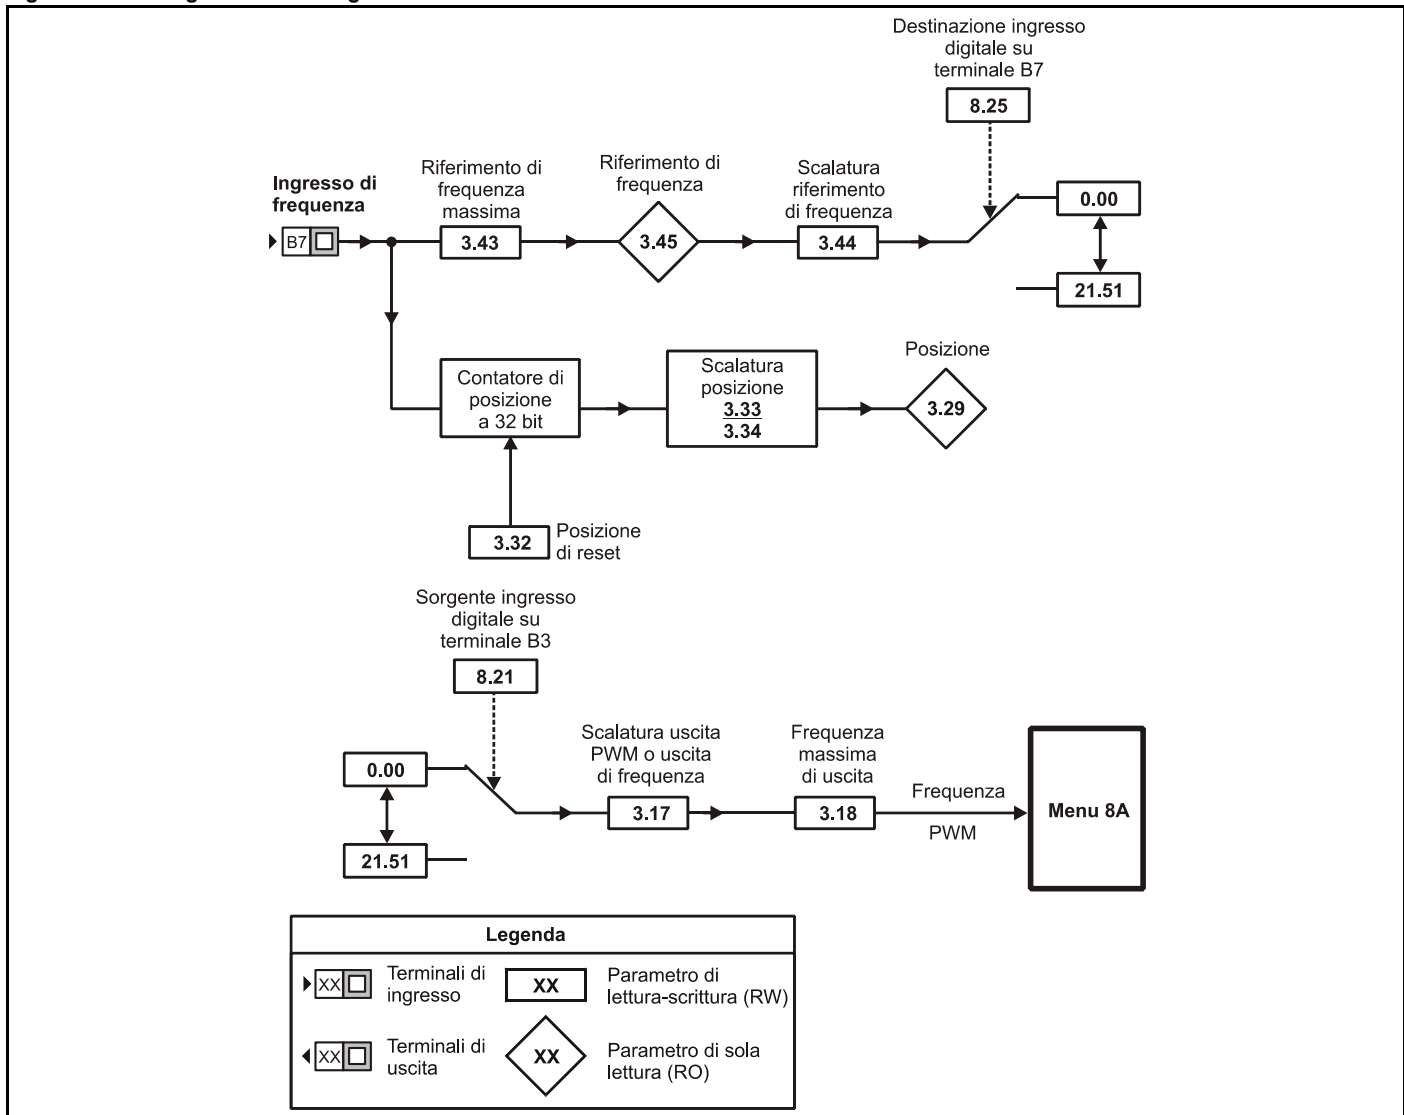 Destinazione ingresso
digitale su
terminale B7
8.25
Ingresso di
frequenza
B7
Riferimento di
frequenza
massima
3.43
Riferimento di
frequenza
3.45
Scalatura
riferimento
di frequenza
3.44
0.00
21.51
Contatore di
posizione
a 32 bit
Scalatura
posizione
3.33
3.34
Posizione
3.29
3.32
Posizione
di reset
Sorgente ingresso
digitale su
terminale B3
8.21
0.00
21.51
Scalatura uscita
PWM o uscita
di frequenza
3.17
Frequenza
massima
di uscita
3.18
Frequenza
PWM
Menu 8A
Legenda
XX
Terminali di
ingresso
XX
Parametro di
lettura-scrittura (RW)
XX
Terminali di
uscita
XX
Parametro di sola
lettura (RO)